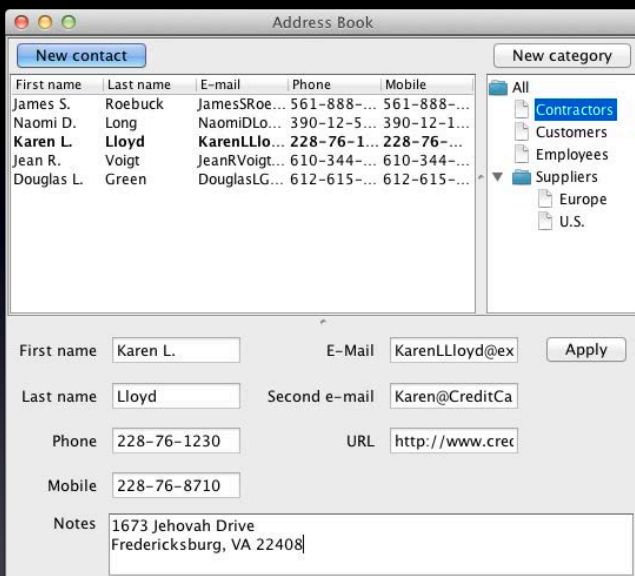 Address Book
New contact
New category
First name Last name E-mail Phone Mobile
James S. Roebuck JamesSRoe... 561-888-... 561-888-...
Naomi D. Long NaomiDLo... 390-12-5... 390-12-1...
Karen L. Lloyd KarenLLlo... 228-76-1... 228-76-...
Jean R. Voigt JeanRVoigt... 610-344-... 610-344-...
Douglas L. Green DouglasLG... 612-615-... 612-615-...
All
Contractors
Customers
Employees
Suppliers
Europe
U.S.
First name Karen L. E-Mail KarenLLloyd@ex Apply
Last name Lloyd Second e-mail Karen@CreditCa
Phone 228-76-1230 URL http://www.cred
Mobile 228-76-8710
Notes 1673 Jehovah Drive
Fredericksburg, VA 22408